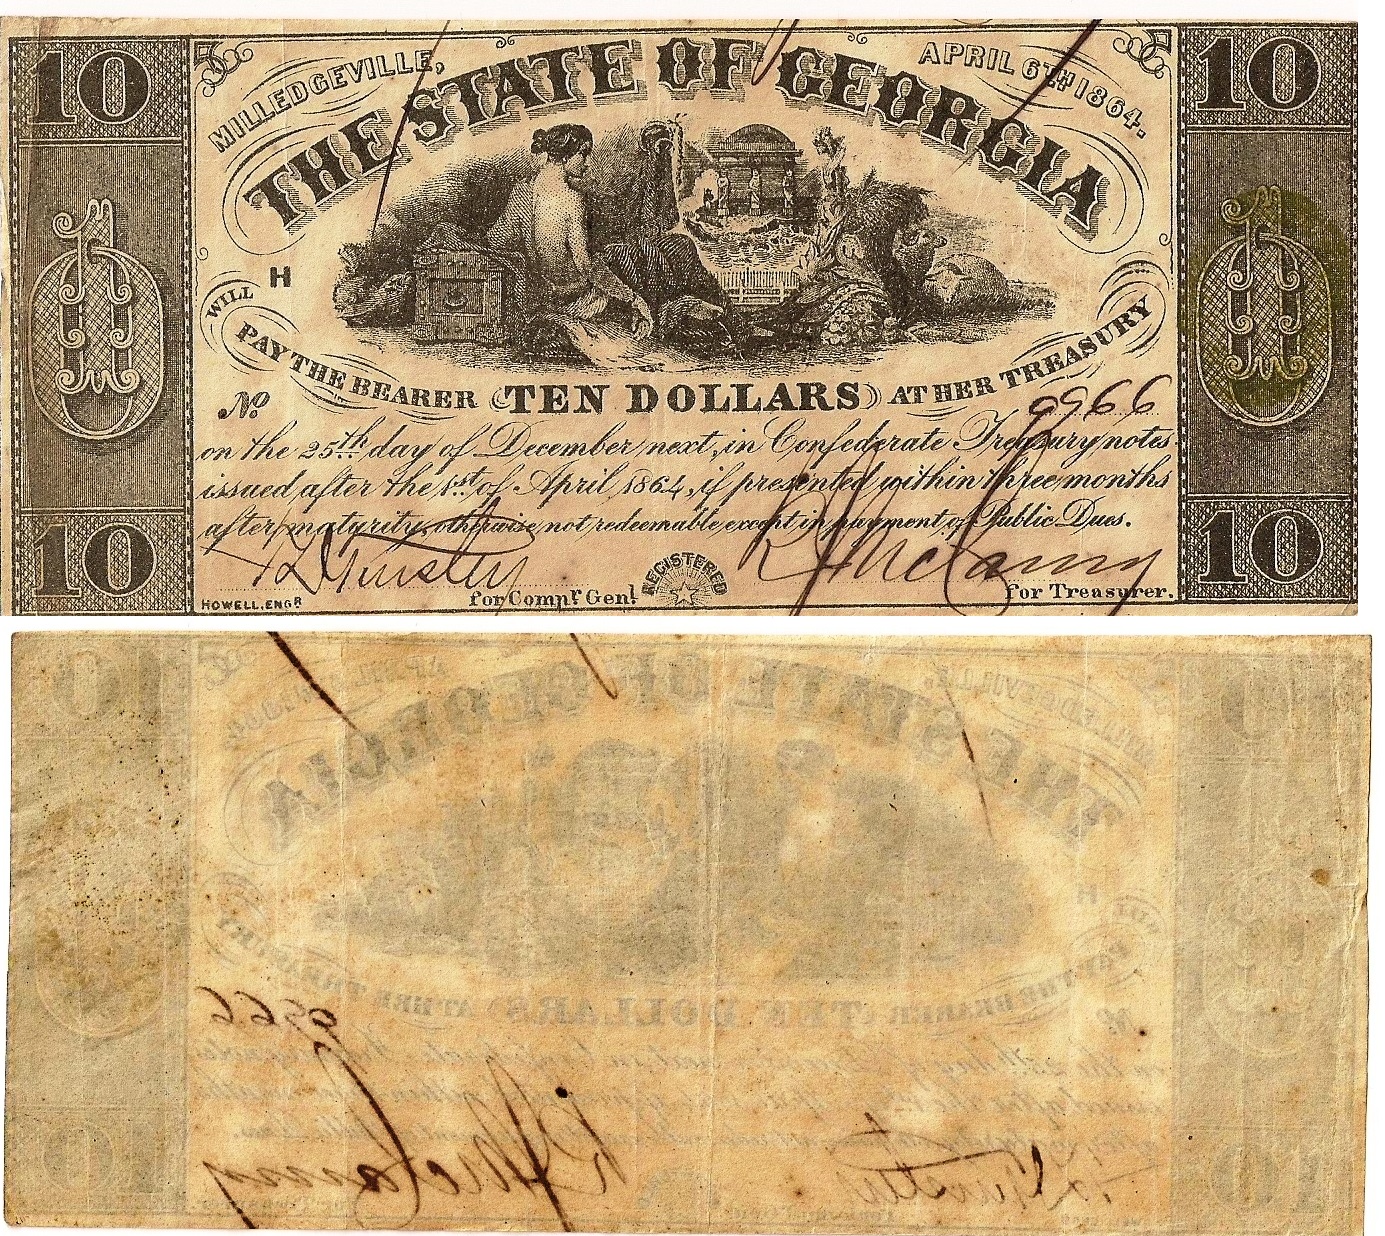 10
MILLEDGEVILLE,
APRIL 6TH 1864.
10
THE STATE OF GEORGIA
H
WILL
PAY THE BEARER TEN DOLLARS AT HER TREASURY
No
9966
on the 25th day of December next, in Confederate Treasury notes
issued after the 1st of April 1864, if presented within three months
after maturity, otherwise not redeemable except in payment of Public Dues.
10
10
for Compr. Genl.
REGISTERED
for Treasurer.
HOWELL, ENGR